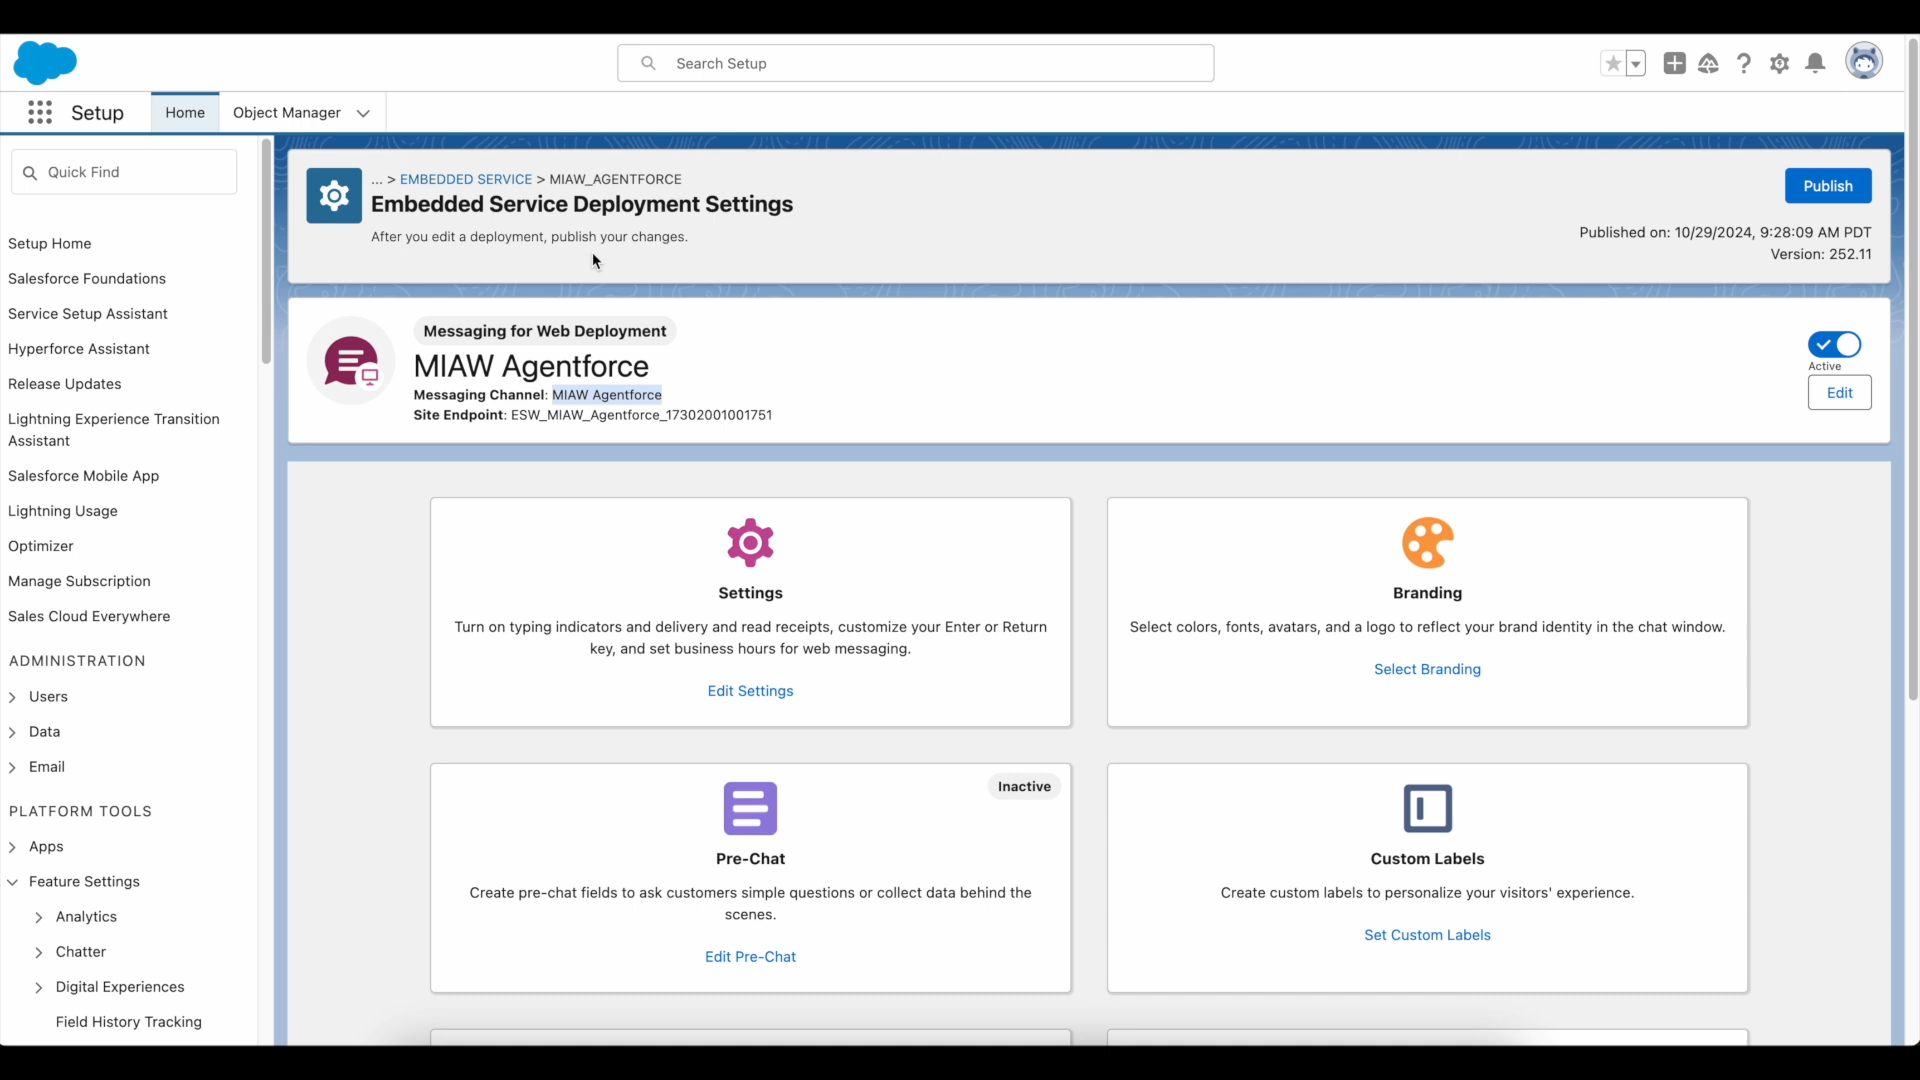 Search Setup
Setup
Home
Object Manager
Quick Find
Setup Home
Salesforce Foundations
Service Setup Assistant
Hyperforce Assistant
Release Updates
Lightning Experience Transition
Assistant
Salesforce Mobile App
Lightning Usage
Optimizer
Manage Subscription
Sales Cloud Everywhere
ADMINISTRATION
Users
Data
Email
PLATFORM TOOLS
Apps
Feature Settings
Analytics
Chatter
Digital Experiences
Field History Tracking
... > EMBEDDED SERVICE > MIAW_AGENTFORCE
Embedded Service Deployment Settings
After you edit a deployment, publish your changes.
Publish
Published on: 10/29/2024, 9:28:09 AM PDT
Version: 252.11
Messaging for Web Deployment
MIAW Agentforce
Messaging Channel: MIAW Agentforce
Site Endpoint: ESW_MIAW_Agentforce_17302001001751
Active
Edit
Settings
Turn on typing indicators and delivery and read receipts, customize your Enter or Return
key, and set business hours for web messaging.
Edit Settings
Branding
Select colors, fonts, avatars, and a logo to reflect your brand identity in the chat window.
Select Branding
Inactive
Pre-Chat
Create pre-chat fields to ask customers simple questions or collect data behind the
scenes.
Edit Pre-Chat
Custom Labels
Create custom labels to personalize your visitors' experience.
Set Custom Labels